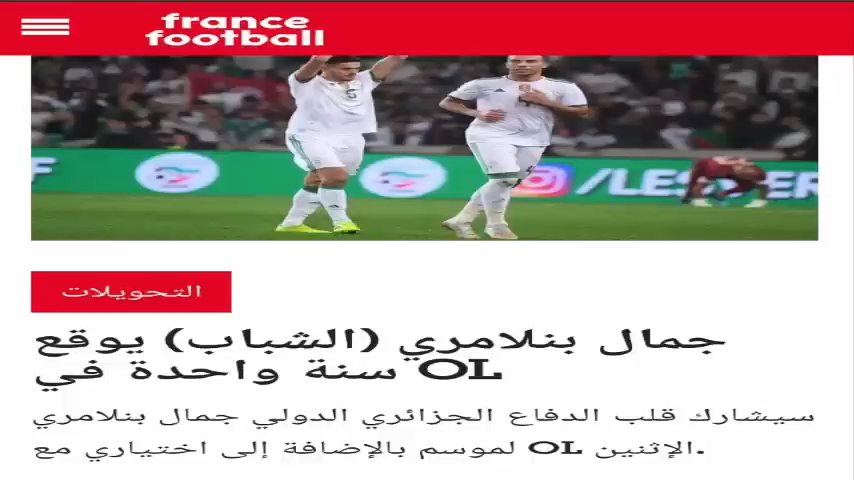 france
football
/LES
التحويلات
جمال بنلامري (الشباب) يوقع
سنة واحدة في OL
سيشارك قلب الدفاع الجزائري الدولي جمال بنلامري
الإثنين OL لموسم بالإضافة إلى اختياري مع.